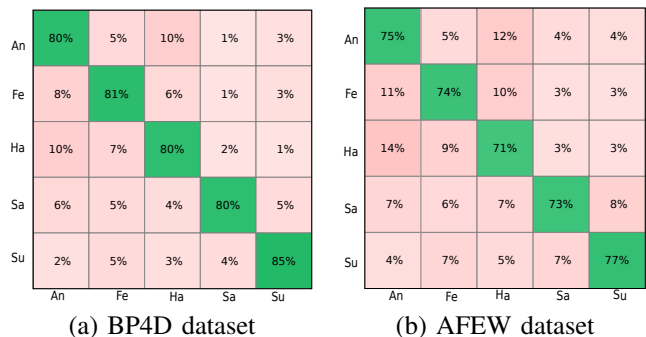 An 80% 5% 10% 1% 3%
Fe 8% 81% 6% 1% 3%
Ha 10% 7% 80% 2% 1%
Sa 6% 5% 4% 80% 5%
Su 2% 5% 3% 4% 85%
An Fe Ha Sa Su
(a) BP4D dataset
An 75% 5% 12% 4% 4%
Fe 11% 74% 10% 3% 3%
Ha 14% 9% 71% 3% 3%
Sa 7% 6% 7% 73% 8%
Su 4% 7% 5% 7% 77%
An Fe Ha Sa Su
(b) AFEW dataset